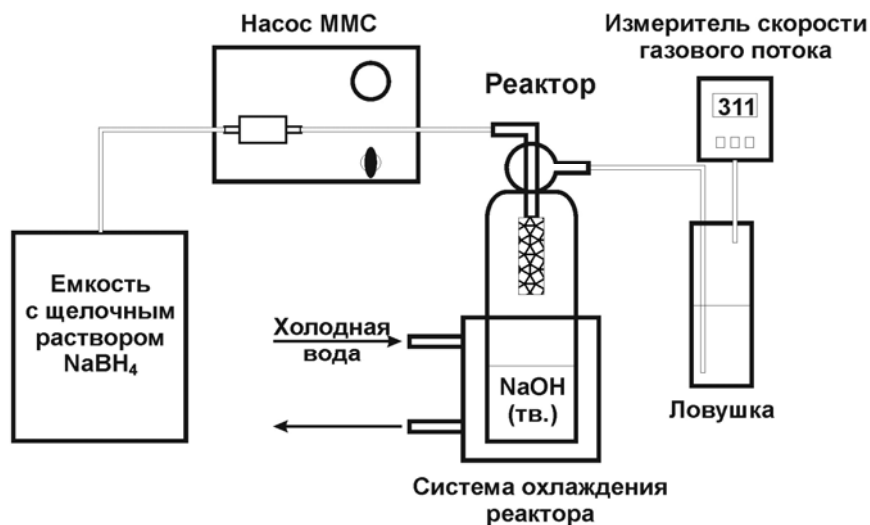 Насос ММС
Измеритель скорости
газового потока
311
Реактор
Емкость
с щелочным
раствором
NaBH₄
Холодная
вода
NaOH
(тв.)
Ловушка
Система охлаждения
реактора